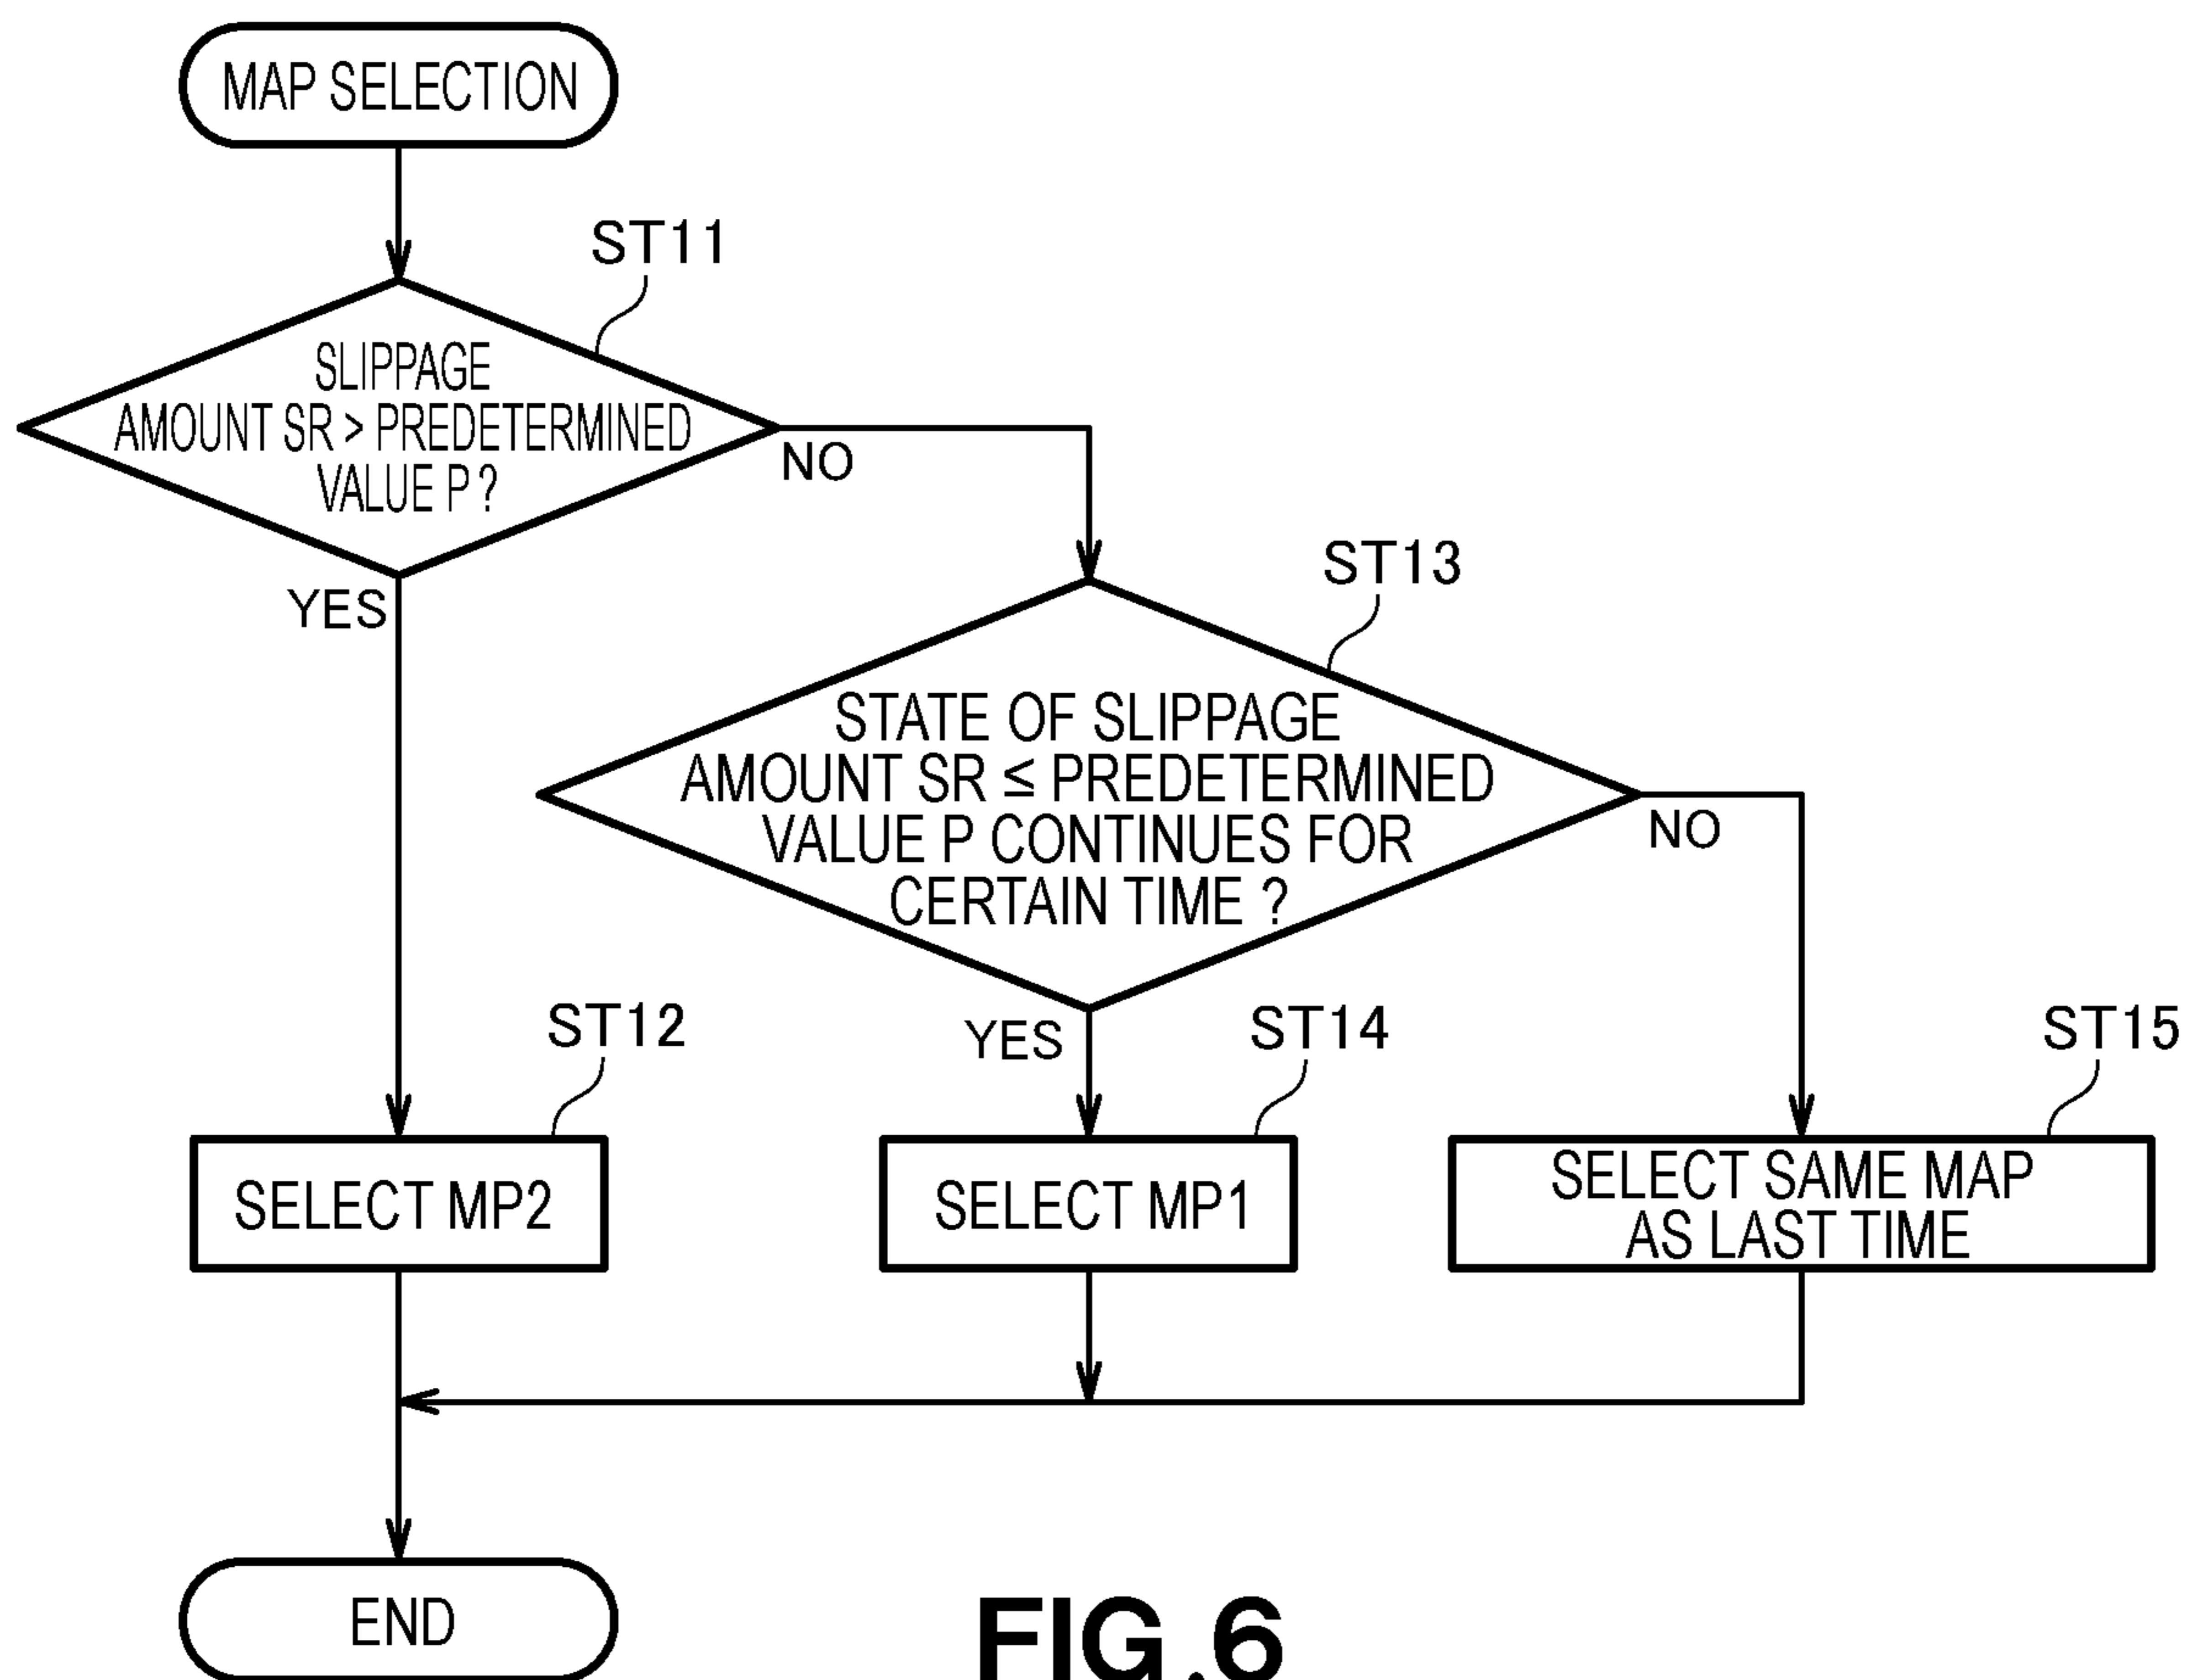 MAP SELECTION
ST11
SLIPPAGE
AMOUNT SR > PREDETERMINED
VALUE P ?
NO
YES
ST13
STATE OF SLIPPAGE
AMOUNT SR ≤ PREDETERMINED
VALUE P CONTINUES FOR
CERTAIN TIME ?
NO
YES
ST12
SELECT MP2
ST14
SELECT MP1
ST15
SELECT SAME MAP
AS LAST TIME
END
FIG.6